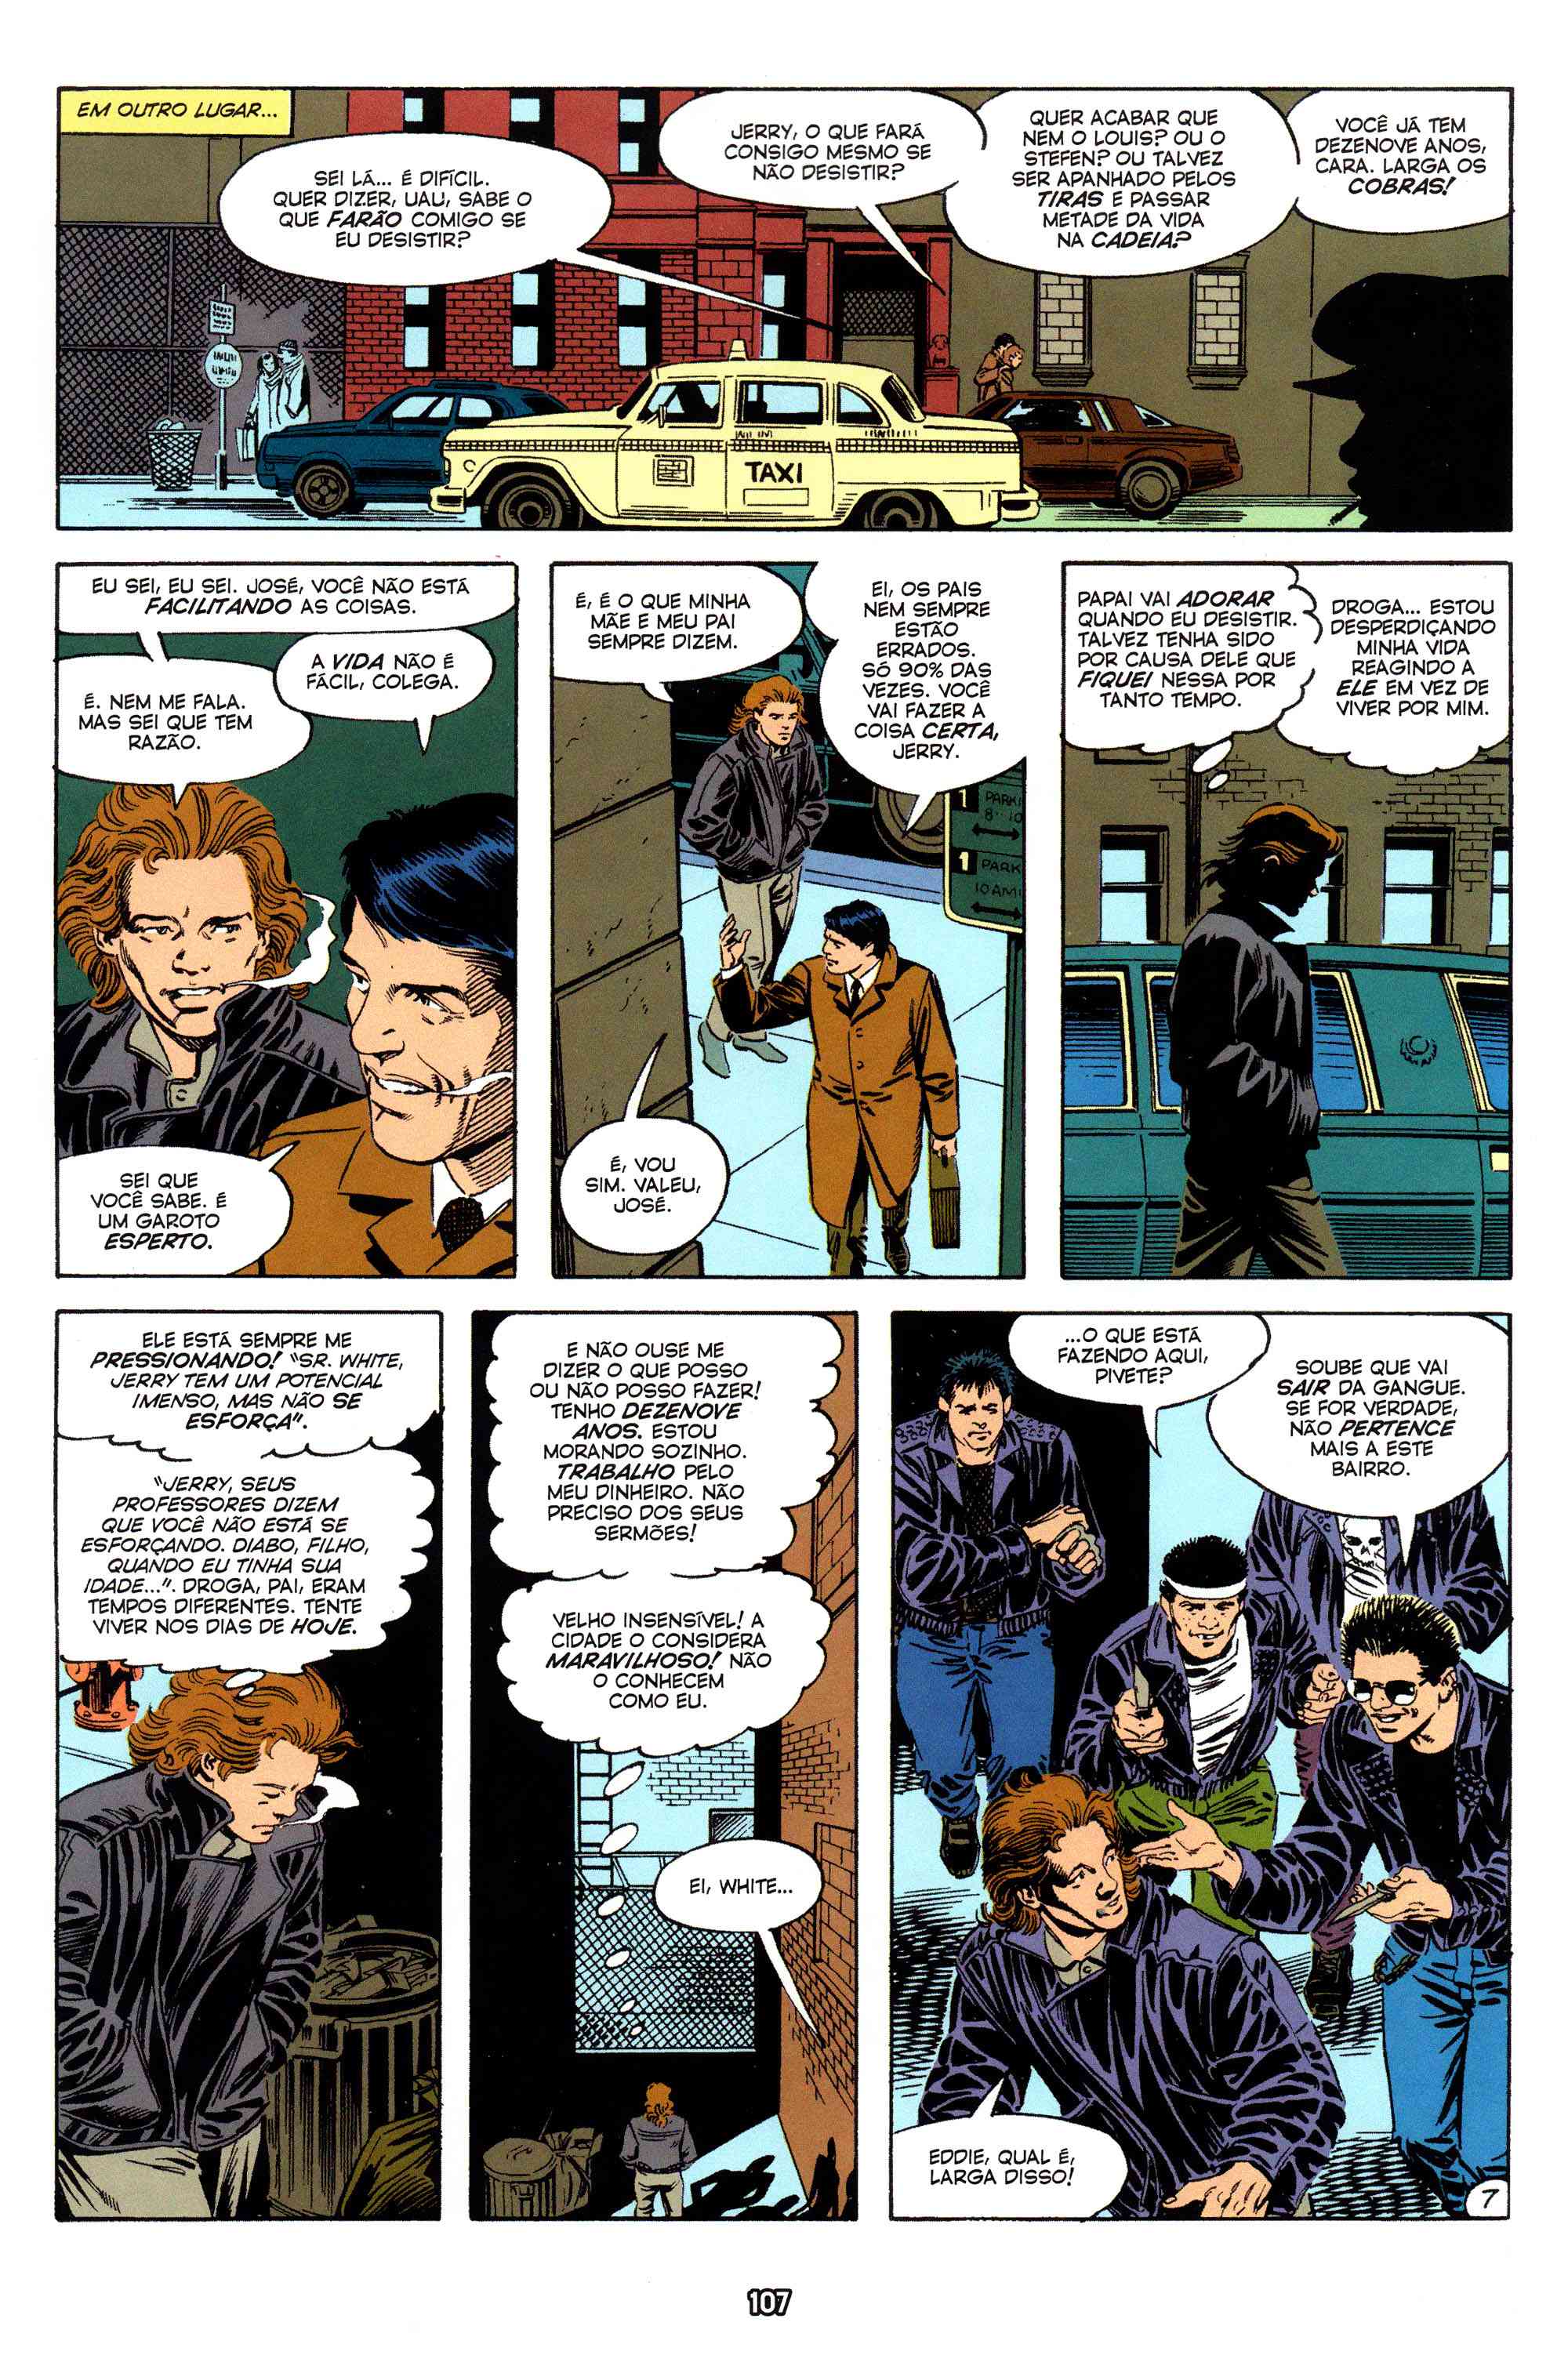 EM OUTRO LUGAR...
SEI LÁ... É DIFÍCIL.
QUER DIZER, UAU, SABE O
QUE FARÃO COMIGO SE
EU DESISTIR?
JERRY, O QUE FARÁ
CONSIGO MESMO SE
NÃO DESISTIR?
QUER ACABAR QUE
NEM O LOUIS? OU O
STEFEN? OU TALVEZ
SER APANHADO PELOS
TIRAS E PASSAR
METADE DA VIDA
NA CADEIA?
VOCÊ JÁ TEM
DEZENOVE ANOS,
CARA. LARGA OS
COBRAS!
TAXI
EU SEI, EU SEI. JOSÉ, VOCÊ NÃO ESTÁ
FACILITANDO AS COISAS.
A VIDA NÃO É
FÁCIL, COLEGA.
É. NEM ME FALA.
MAS SEI QUE TEM
RAZÃO.
SEI QUE
VOCÊ SABE. É
UM GAROTO
ESPERTO.
É, É O QUE MINHA
MÃE E MEU PAI
SEMPRE DIZEM.
EI, OS PAIS
NEM SEMPRE
ESTÃO
ERRADOS.
SÓ 90% DAS
VEZES. VOCÊ
VAI FAZER A
COISA CERTA,
JERRY.
1 PARKI
8· 10
1 PARK
10AM
É, VOU
SIM. VALEU,
JOSÉ.
PAPAI VAI ADORAR
QUANDO EU DESISTIR.
TALVEZ TENHA SIDO
POR CAUSA DELE QUE
FIQUEI NESSA POR
TANTO TEMPO.
DROGA... ESTOU
DESPERDIÇANDO
MINHA VIDA
REAGINDO A
ELE EM VEZ DE
VIVER POR MIM.
ELE ESTÁ SEMPRE ME
PRESSIONANDO! "SR. WHITE,
JERRY TEM UM POTENCIAL
IMENSO, MAS NÃO SE
ESFORÇA".
"JERRY, SEUS
PROFESSORES DIZEM
QUE VOCÊ NÃO ESTÁ SE
ESFORÇANDO. DIABO, FILHO,
QUANDO EU TINHA SUA
IDADE...". DROGA, PAI, ERAM
TEMPOS DIFERENTES. TENTE
VIVER NOS DIAS DE HOJE.
E NÃO OUSE ME
DIZER O QUE POSSO
OU NÃO POSSO FAZER!
TENHO DEZENOVE
ANOS. ESTOU
MORANDO SOZINHO.
TRABALHO PELO
MEU DINHEIRO. NÃO
PRECISO DOS SEUS
SERMÕES!
VELHO INSENSÍVEL! A
CIDADE O CONSIDERA
MARAVILHOSO! NÃO
O CONHECEM
COMO EU.
EI, WHITE...
...O QUE ESTÁ
FAZENDO AQUI,
PIVETE?
SOUBE QUE VAI
SAIR DA GANGUE.
SE FOR VERDADE,
NÃO PERTENCE
MAIS A ESTE
BAIRRO.
EDDIE, QUAL É,
LARGA DISSO!
7
107